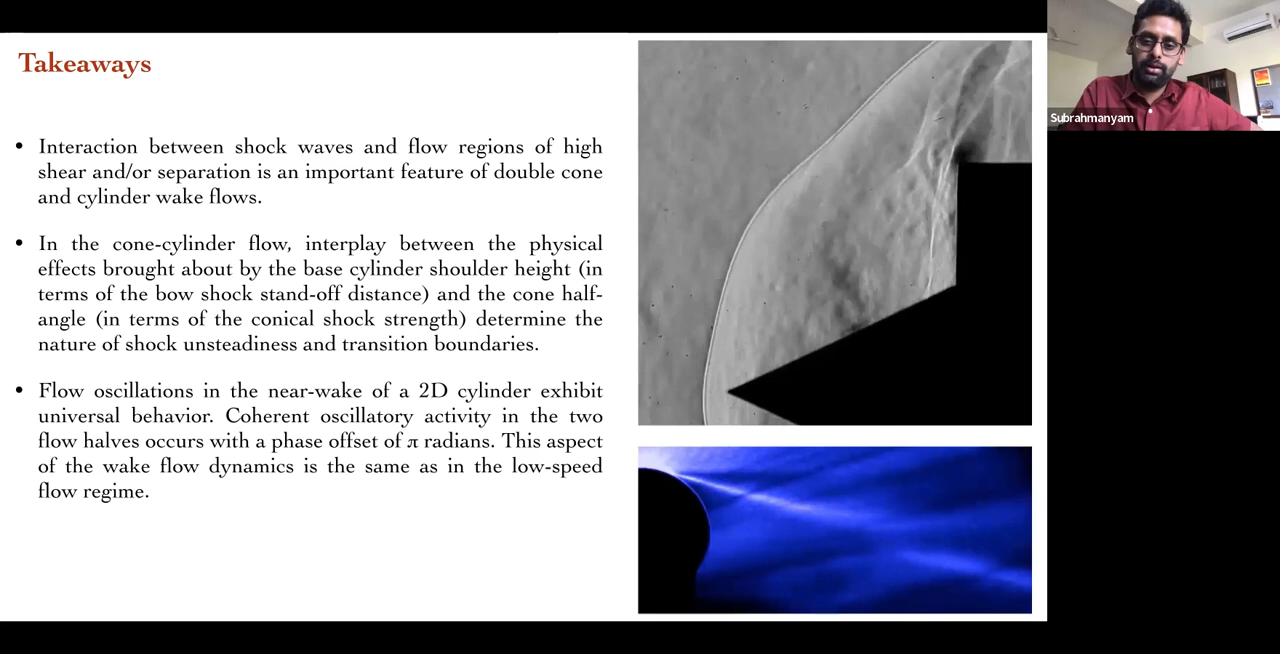 Takeaways
• Interaction between shock waves and flow regions of high
shear and/or separation is an important feature of double cone
and cylinder wake flows.
• In the cone-cylinder flow, interplay between the physical
effects brought about by the base cylinder shoulder height (in
terms of the bow shock stand-off distance) and the cone half-
angle (in terms of the conical shock strength) determine the
nature of shock unsteadiness and transition boundaries.
• Flow oscillations in the near-wake of a 2D cylinder exhibit
universal behavior. Coherent oscillatory activity in the two
flow halves occurs with a phase offset of π radians. This aspect
of the wake flow dynamics is the same as in the low-speed
flow regime.
Subrahmanyam